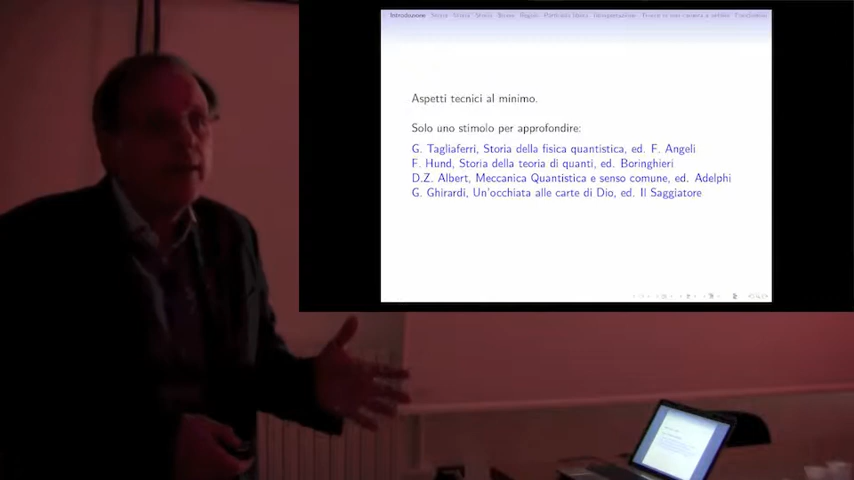 Introduzione Storia
Aspetti tecnici al minimo.
Solo uno stimolo per approfondire:
G. Tagliaferri, Storia della fisica quantistica, ed. F. Angeli
F. Hund, Storia della teoria di quanti, ed. Boringhieri
D.Z. Albert, Meccanica Quantistica e senso comune, ed. Adelphi
G. Ghirardi, Un'occhiata alle carte di Dio, ed. Il Saggiatore